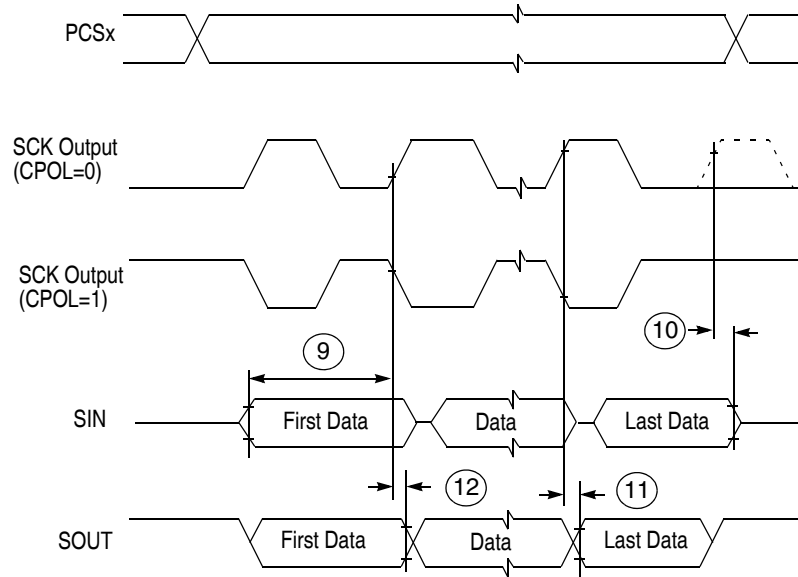 PCSx
SCK Output
(CPOL=0)
SCK Output
(CPOL=1)
10
9
SIN
First Data
Data
Last Data
12
11
SOUT
First Data
Data
Last Data